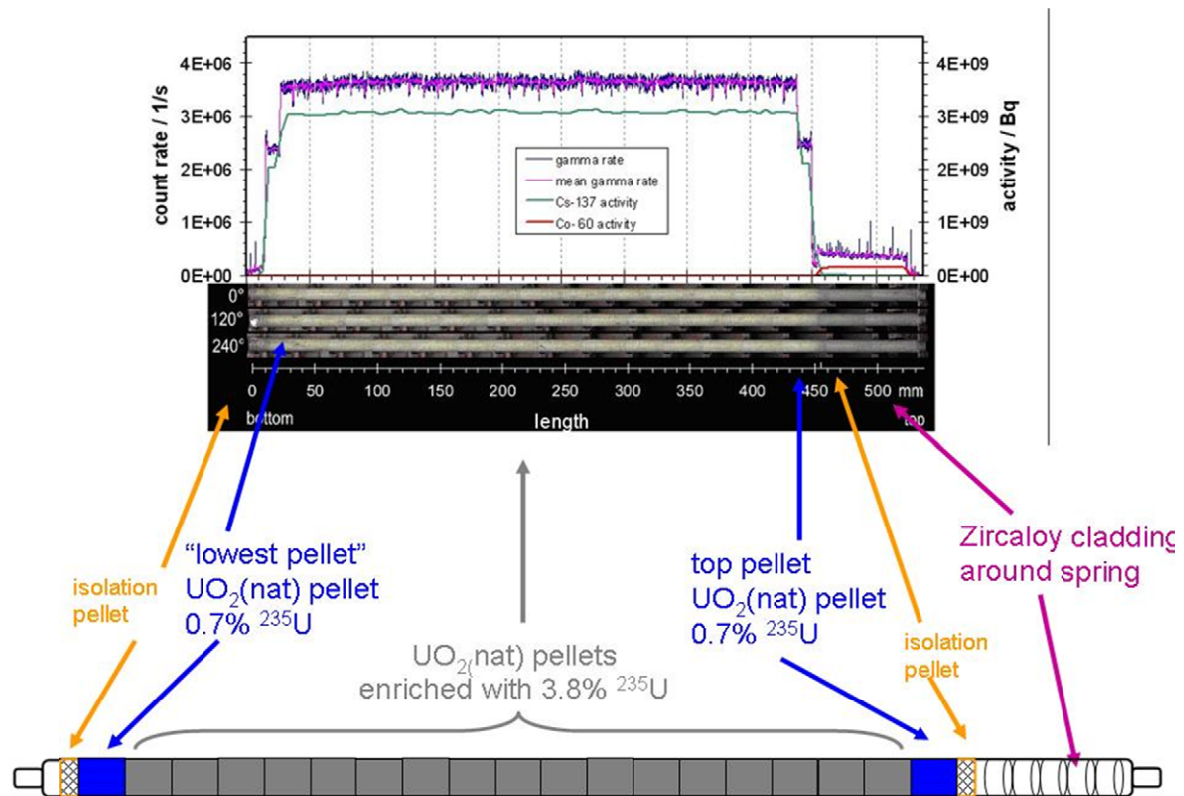 4E+06
3E+06
2E+06
1E+06
0E+00
count rate / 1/s
4E+09
3E+09
2E+09
1E+09
0E+00
activity / Bq
gamma rate
mean gamma rate
Cs-137 activity
Co-60 activity
0°
120°
240°
0 50 100 150 200 250 300 350 400 450 500 mm
bottom length top
isolation
pellet
“lowest pellet”
UO₂(nat) pellet
0.7% ²³⁵U
UO₂(nat) pellets
enriched with 3.8% ²³⁵U
top pellet
UO₂(nat) pellet
0.7% ²³⁵U
isolation
pellet
Zircaloy cladding
around spring